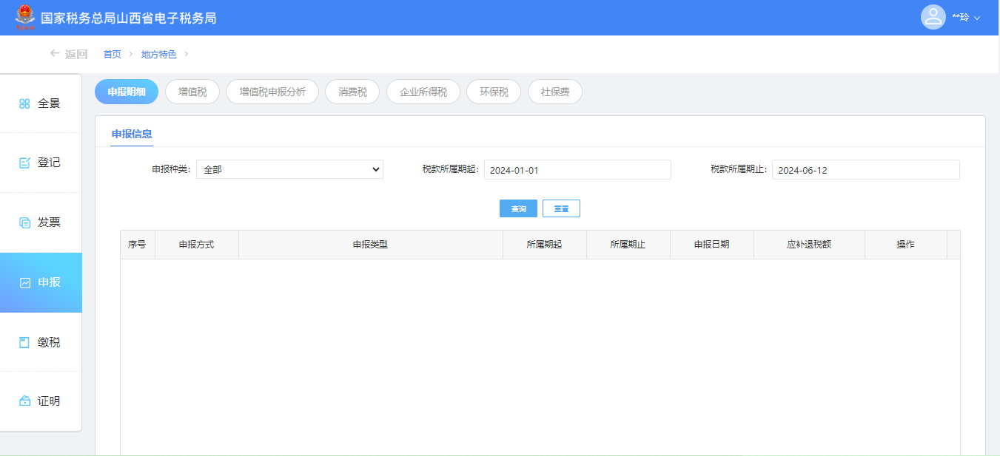 国家税务总局山西省电子税务局
**玲
返回 首页 > 地方特色 >
全景
登记
发票
申报
缴税
证明
申报明细 增值税 增值税申报分析 消费税 企业所得税 环保税 社保费
申报信息
申报种类: 全部 税款所属期起: 2024-01-01 税款所属期止: 2024-06-12
查询 重置
序号 申报方式 申报类型 所属期起 所属期止 申报日期 应补退税额 操作